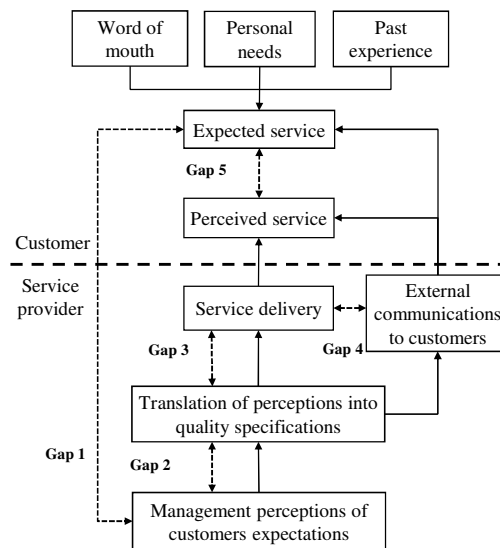 Word of
mouth
Personal
needs
Past
experience
Expected service
Gap 5
Perceived service
Customer
Service
provider
Service delivery
External
communications
to customers
Gap 3
Gap 4
Translation of perceptions into
quality specifications
Gap 1
Gap 2
Management perceptions of
customers expectations